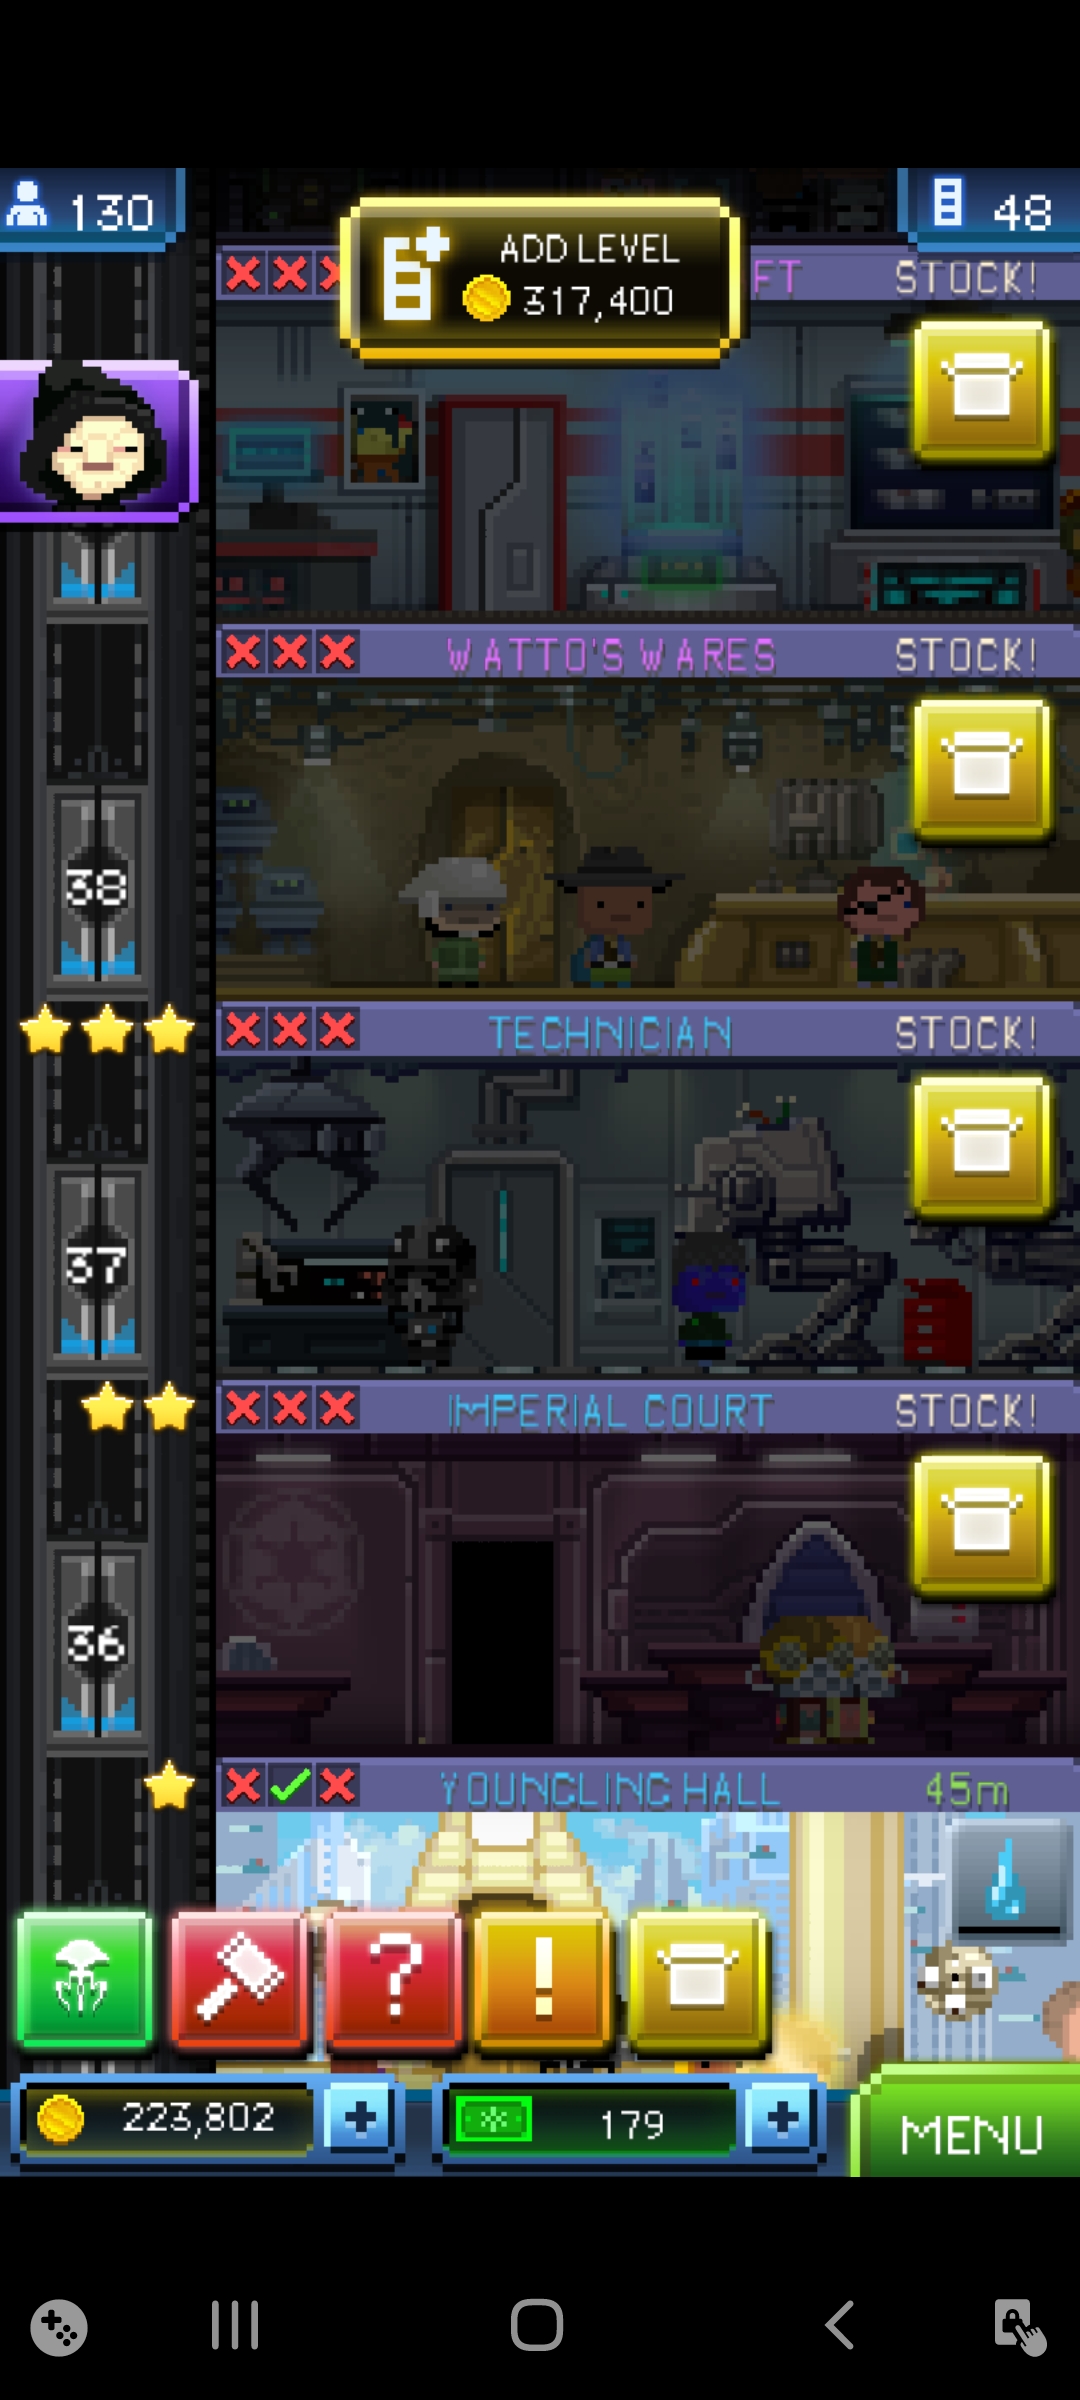 130
48
ADD LEVEL
317,400
FT STOCK!
WATTO'S WARES STOCK!
38
TECHNICIAN STOCK!
37
IMPERIAL COURT STOCK!
36
YOUNGLING HALL 45m
?
!
223,802 +
179 +
MENU